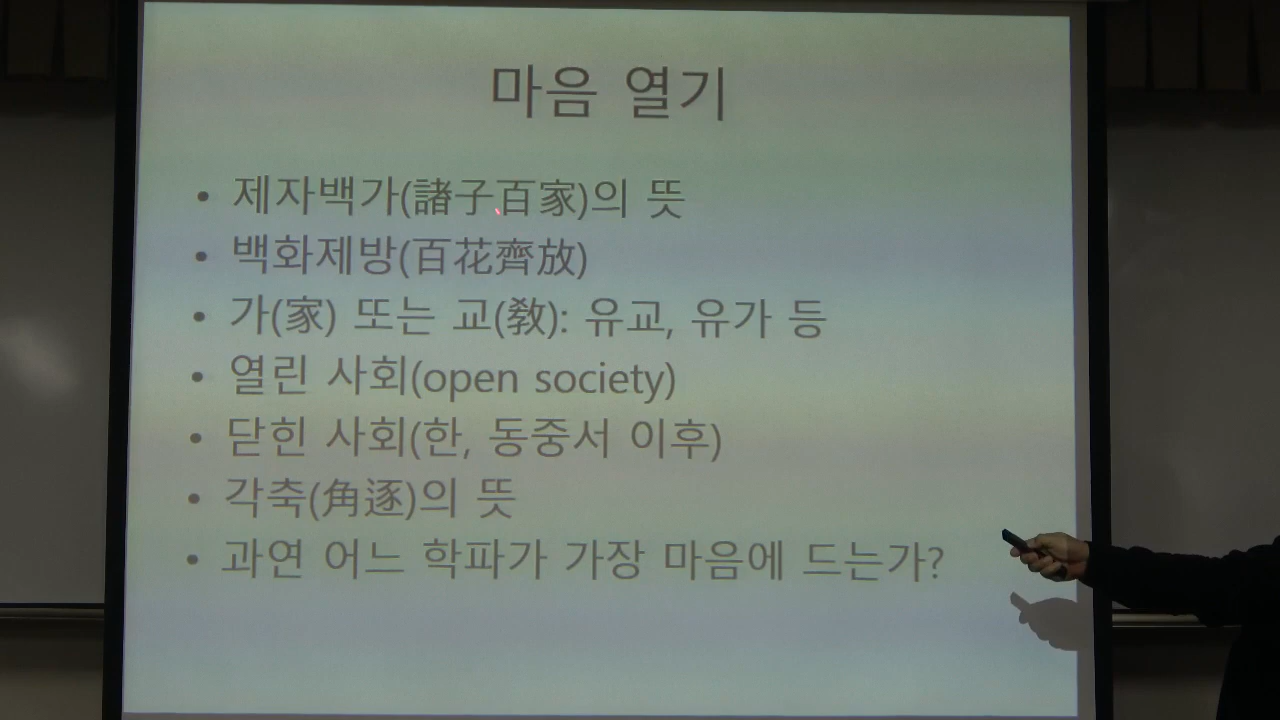 마음 열기
• 제자백가(諸子百家)의 뜻
• 백화제방(百花齊放)
• 가(家) 또는 교(敎): 유교, 유가 등
• 열린 사회(open society)
• 닫힌 사회(한, 동중서 이후)
• 각축(角逐)의 뜻
• 과연 어느 학파가 가장 마음에 드는가?